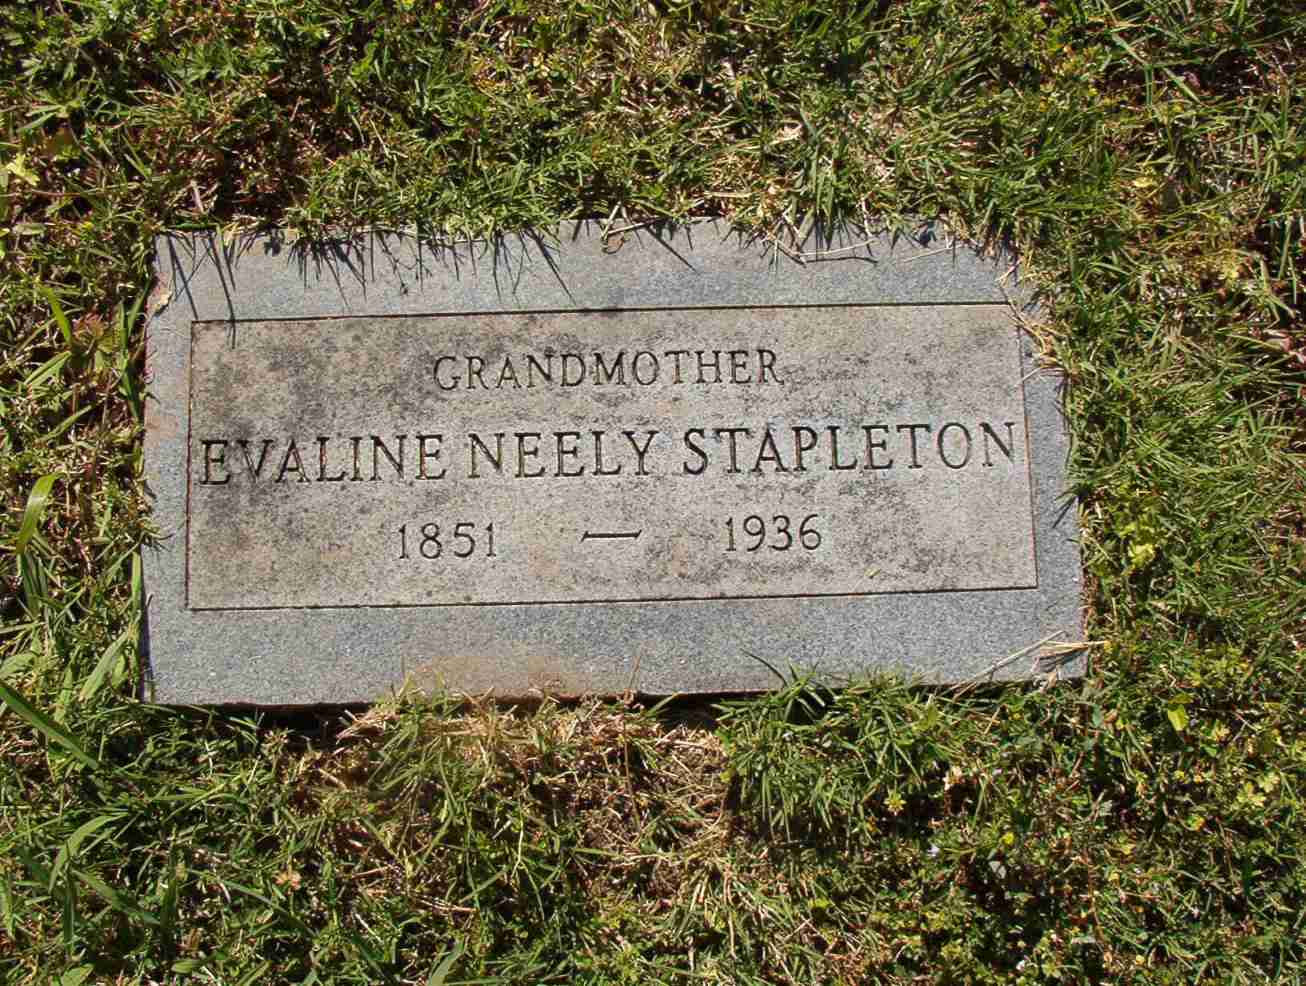 GRANDMOTHER
EVALINE NEELY STAPLETON
1851 — 1936